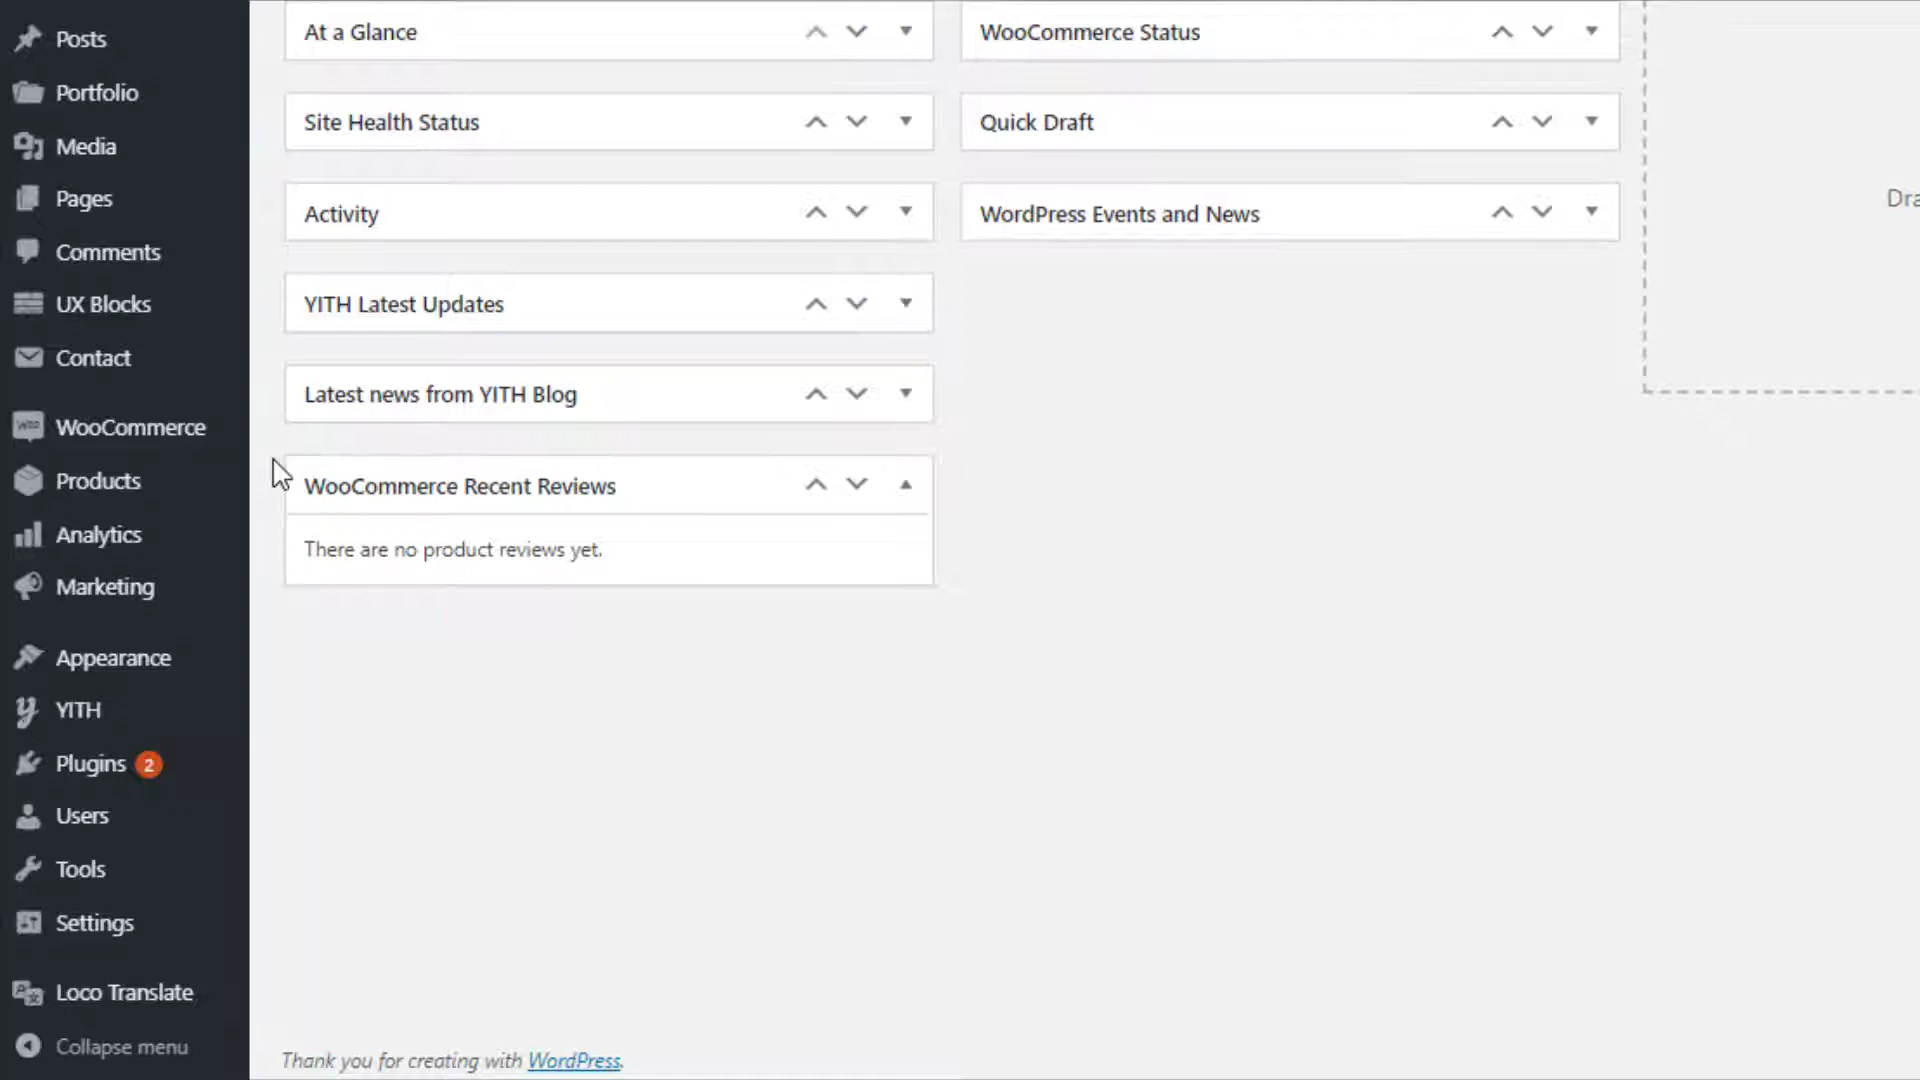 Posts
Portfolio
Media
Pages
Comments
UX Blocks
Contact
WooCommerce
Products
Analytics
Marketing
Appearance
YITH
Plugins 2
Users
Tools
Settings
Loco Translate
Collapse menu
At a Glance
Site Health Status
Activity
YITH Latest Updates
Latest news from YITH Blog
WooCommerce Recent Reviews
There are no product reviews yet.
WooCommerce Status
Quick Draft
WordPress Events and News
Dra
Thank you for creating with WordPress.